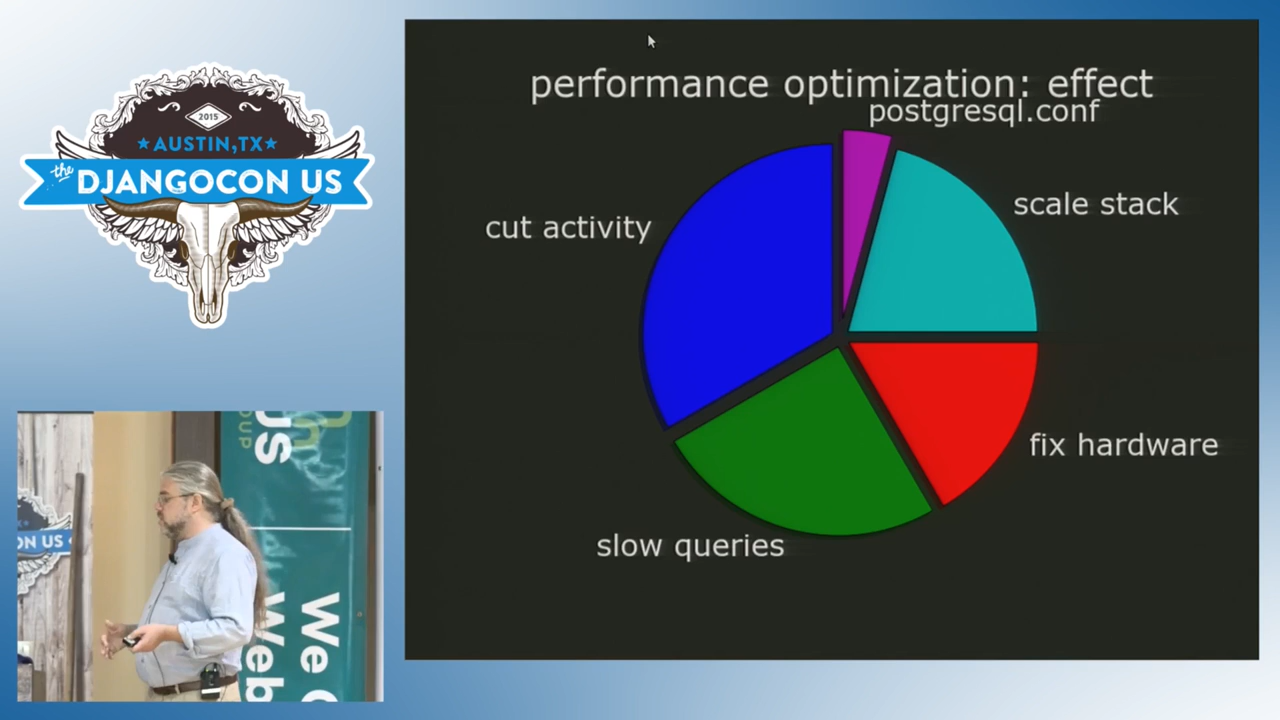 2015
★ AUSTIN, TX ★
the DJANGOCON US
performance optimization: effect
postgresql.conf
scale stack
cut activity
fix hardware
slow queries
ON US
We
Web